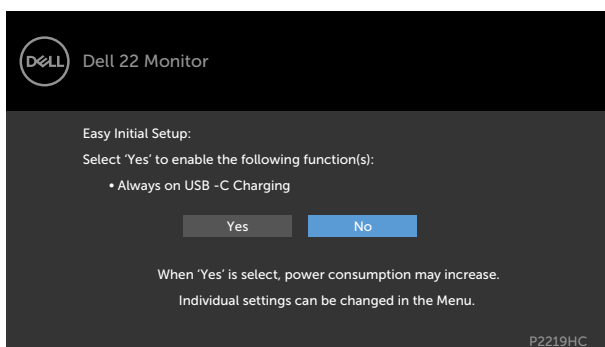 DELL Dell 22 Monitor
Easy Initial Setup:
Select ‘Yes’ to enable the following function(s):
• Always on USB -C Charging
Yes No
When ‘Yes’ is select, power consumption may increase.
Individual settings can be changed in the Menu.
P2219HC